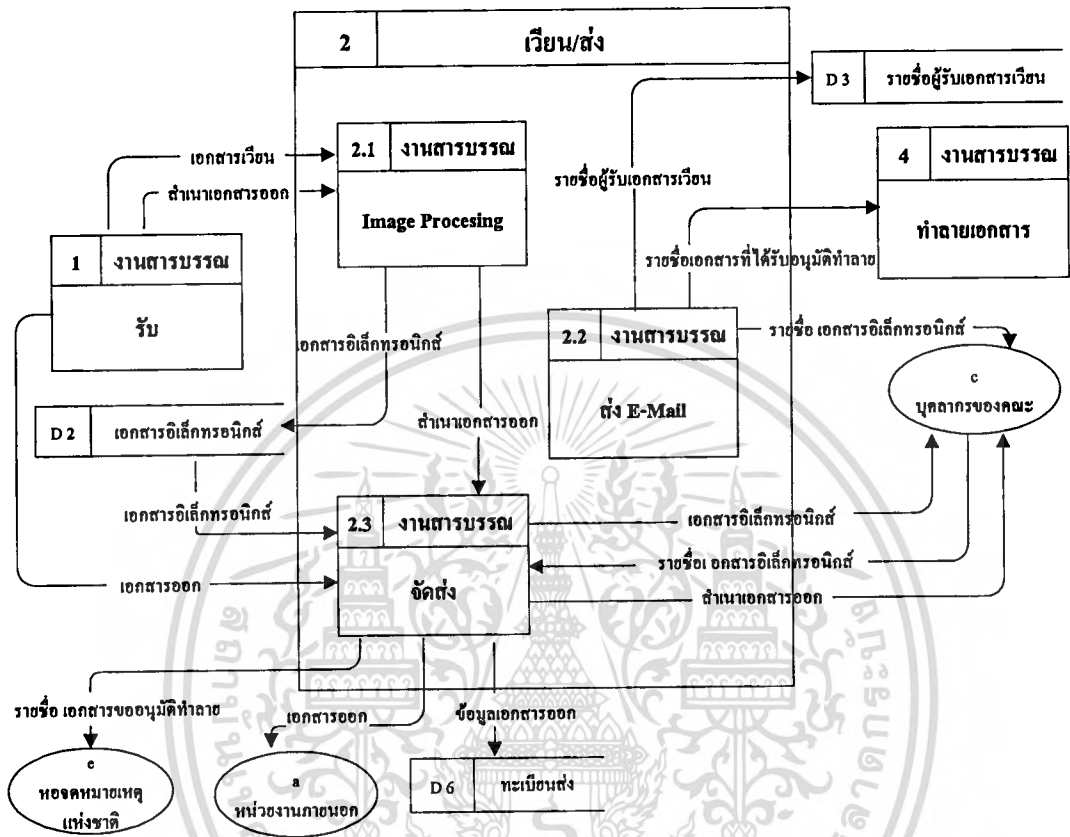 2 เวียน/ส่ง
D 3 รายชื่อผู้รับเอกสารเวียน
2.1 งานสารบรรณ
Image Procesing
4 งานสารบรรณ
ทำลายเอกสาร
เอกสารเวียน
สำเนาเอกสารออก
รายชื่อผู้รับเอกสารเวียน
1 งานสารบรรณ
รับ
รายชื่อเอกสารที่ได้รับอนุมัติทำลาย
เอกสารอิเล็กทรอนิกส์
2.2 งานสารบรรณ
ส่ง E-Mail
รายชื่อ เอกสารอิเล็กทรอนิกส์
c
บุคลากรของคณะ
D 2 เอกสารอิเล็กทรอนิกส์
สำเนาเอกสารออก
เอกสารอิเล็กทรอนิกส์
2.3 งานสารบรรณ
จัดส่ง
เอกสารอิเล็กทรอนิกส์
รายชื่อเ อกสารอิเล็กทรอนิกส์
สำเนาเอกสารออก
เอกสารออก
รายชื่อ เอกสารขออนุมัติทำลาย
เอกสารออก
ข้อมูลเอกสารออก
e
หอจดหมายเหตุ
แห่งชาติ
a
หน่วยงานภายนอก
D 6 ทะเบียนส่ง